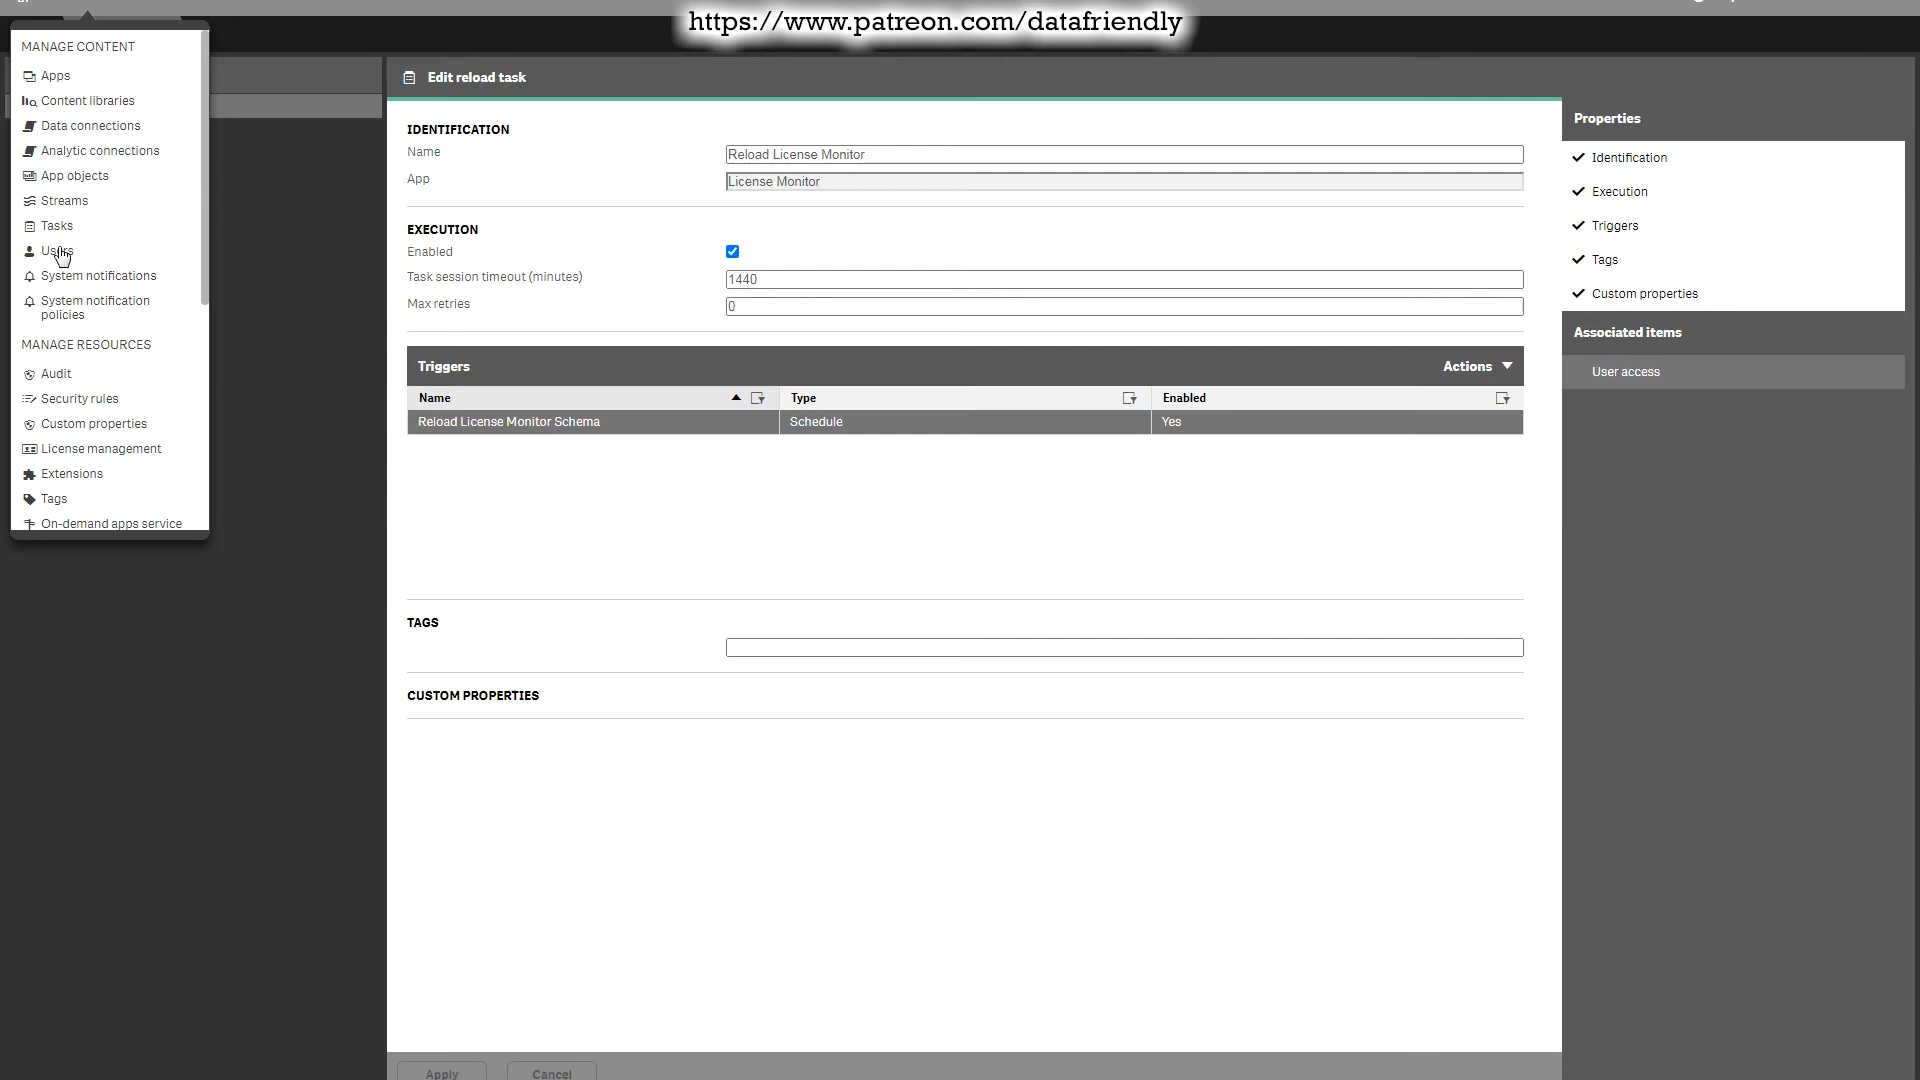 https://www.patreon.com/datafriendly
MANAGE CONTENT
Apps
Content libraries
Data connections
Analytic connections
App objects
Streams
Tasks
Users
System notifications
System notification
policies
MANAGE RESOURCES
Audit
Security rules
Custom properties
License management
Extensions
Tags
On-demand apps service
Edit reload task
IDENTIFICATION
Name
Reload License Monitor
App
License Monitor
EXECUTION
Enabled
Task session timeout (minutes)
1440
Max retries
0
Triggers
Actions
Name
Type
Enabled
Reload License Monitor Schema
Schedule
Yes
TAGS
CUSTOM PROPERTIES
Apply
Cancel
Properties
Identification
Execution
Triggers
Tags
Custom properties
Associated items
User access